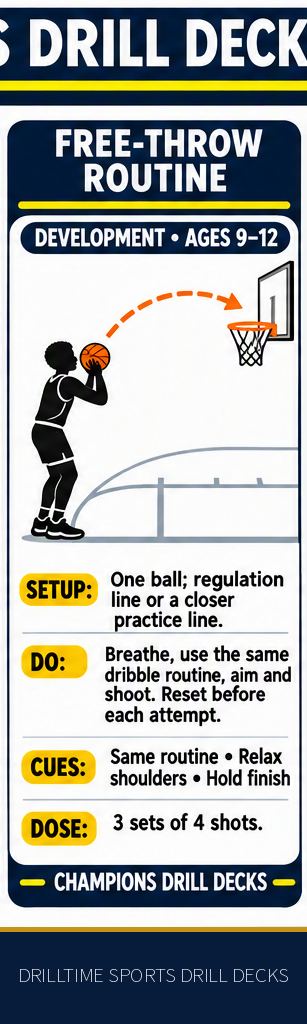 S DRILL DECK
FREE-THROW
ROUTINE
DEVELOPMENT • AGES 9–12
SETUP: One ball; regulation
line or a closer
practice line.
DO: Breathe, use the same
dribble routine, aim and
shoot. Reset before
each attempt.
CUES: Same routine • Relax
shoulders • Hold finish
DOSE: 3 sets of 4 shots.
CHAMPIONS DRILL DECKS
DRILLTIME SPORTS DRILL DECKS